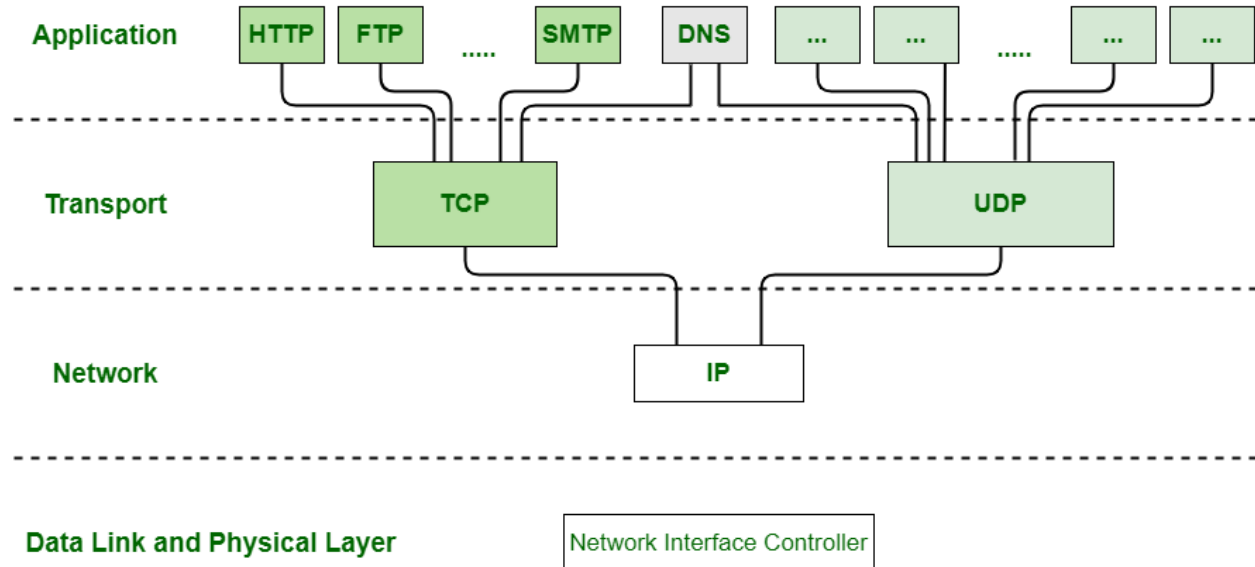 Application
HTTP FTP ..... SMTP DNS ... ... ..... ... ...
Transport
TCP UDP
Network
IP
Data Link and Physical Layer
Network Interface Controller